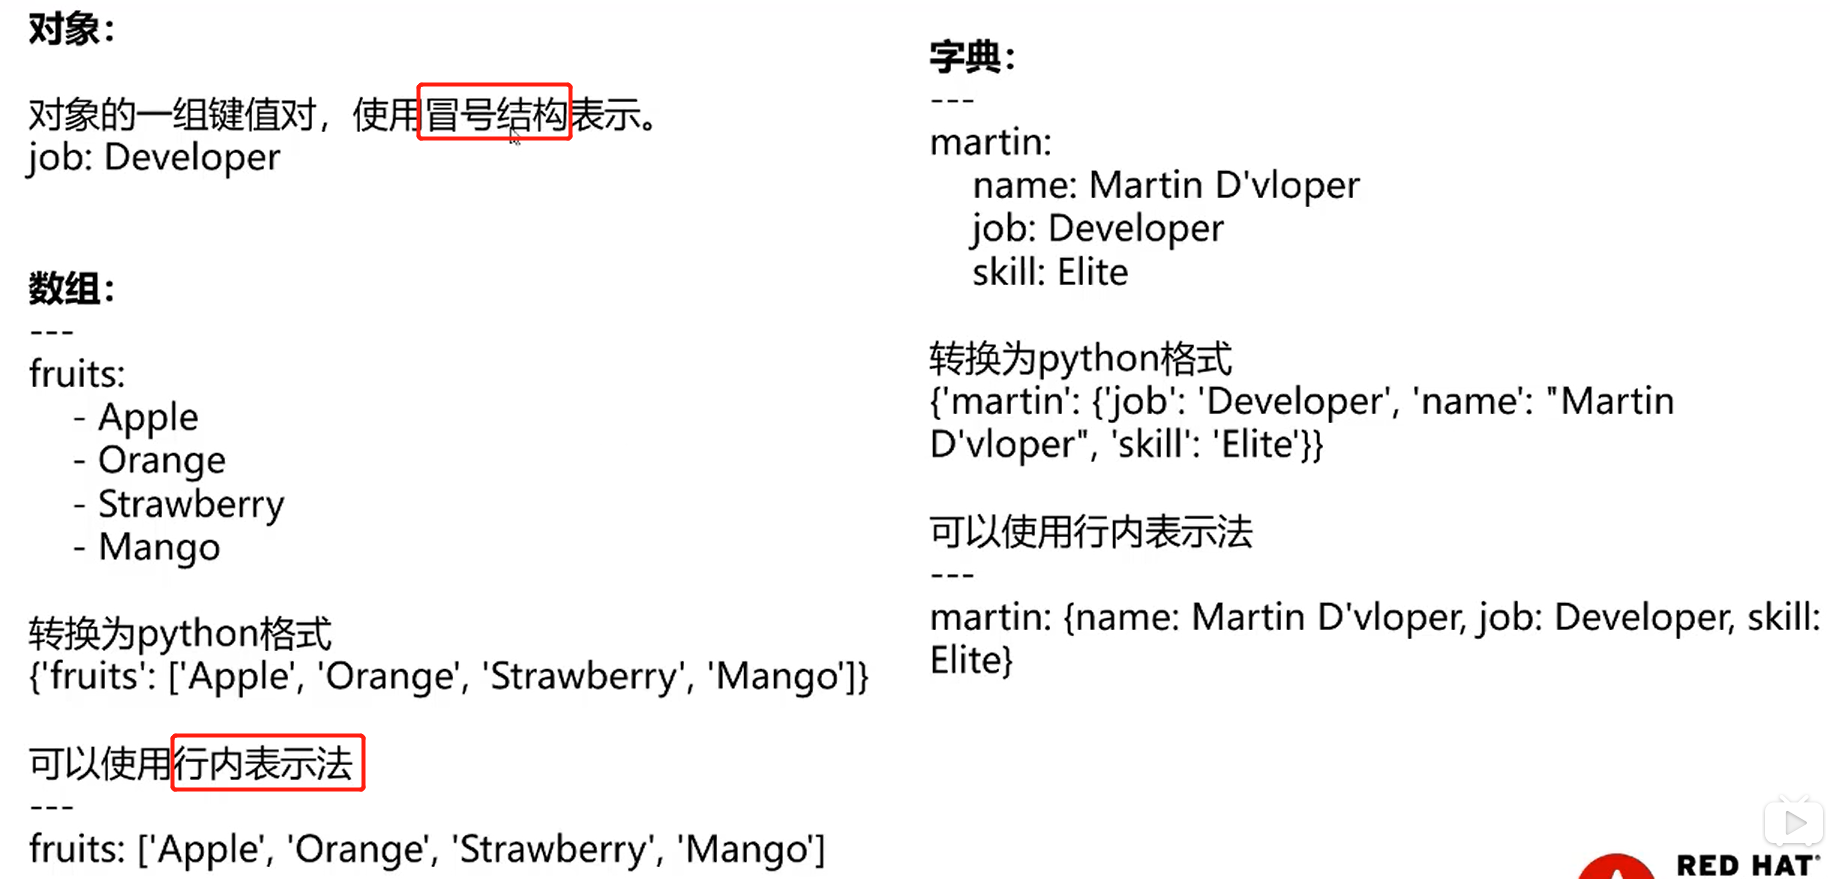 对象：
对象的一组键值对，使用冒号结构表示。
job: Developer
数组：
---
fruits:
- Apple
- Orange
- Strawberry
- Mango
转换为python格式
{'fruits': ['Apple', 'Orange', 'Strawberry', 'Mango']}
可以使用行内表示法
---
fruits: ['Apple', 'Orange', 'Strawberry', 'Mango']
字典：
---
martin:
name: Martin D'vloper
job: Developer
skill: Elite
转换为python格式
{'martin': {'job': 'Developer', 'name': "Martin
D'vloper", 'skill': 'Elite'}}
可以使用行内表示法
---
martin: {name: Martin D'vloper, job: Developer, skill:
Elite}
RED HAT